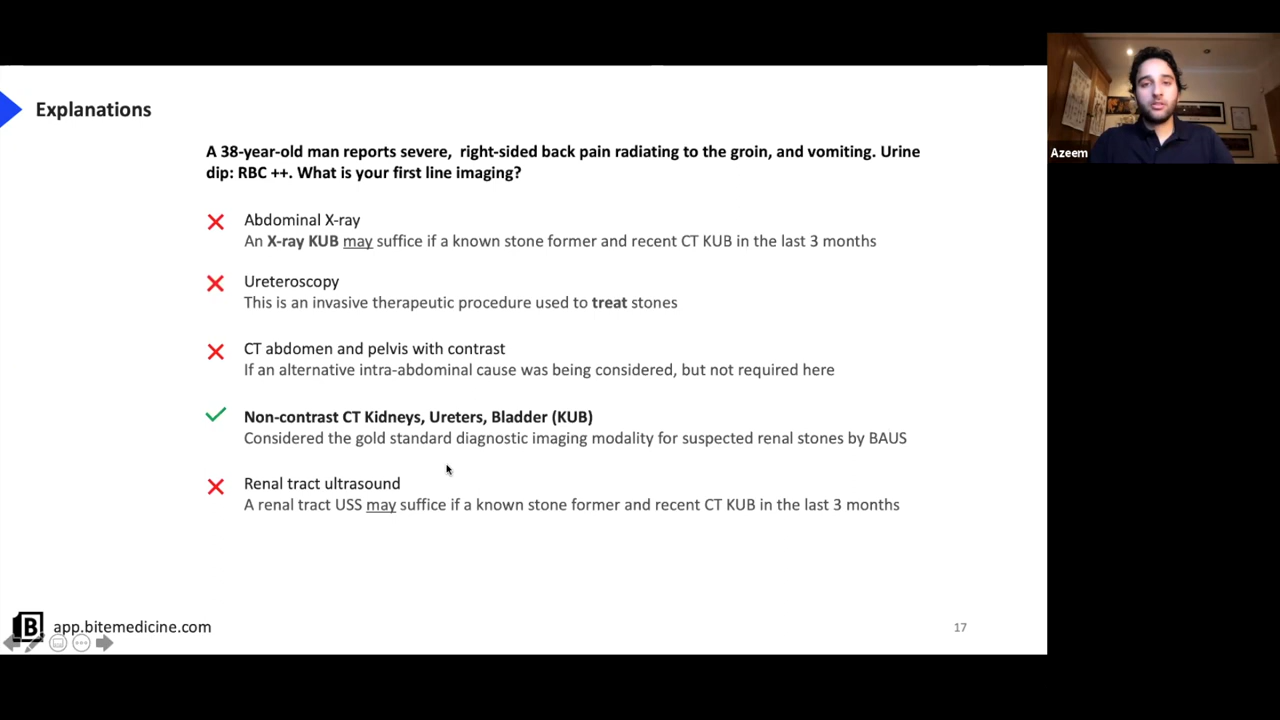 Explanations
A 38-year-old man reports severe,  right-sided back pain radiating to the groin, and vomiting. Urine
dip: RBC ++. What is your first line imaging?
Abdominal X-ray
An X-ray KUB may suffice if a known stone former and recent CT KUB in the last 3 months
Ureteroscopy
This is an invasive therapeutic procedure used to treat stones
CT abdomen and pelvis with contrast
If an alternative intra-abdominal cause was being considered, but not required here
Non-contrast CT Kidneys, Ureters, Bladder (KUB)
Considered the gold standard diagnostic imaging modality for suspected renal stones by BAUS
Renal tract ultrasound
A renal tract USS may suffice if a known stone former and recent CT KUB in the last 3 months
B app.bitemedicine.com
17
Azeem